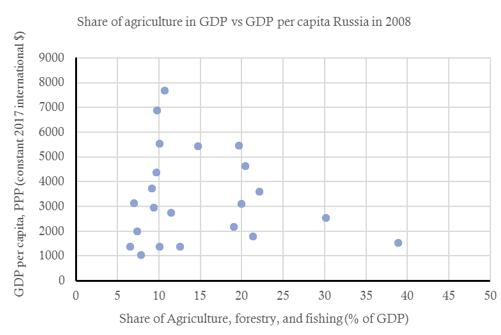 Share of agriculture in GDP vs GDP per capita Russia in 2008
GDP per capita, PPP (constant 2017 international $)
9000
8000
7000
6000
5000
4000
3000
2000
1000
0
0 5 10 15 20 25 30 35 40 45 50
Share of Agriculture, forestry, and fishing (% of GDP)